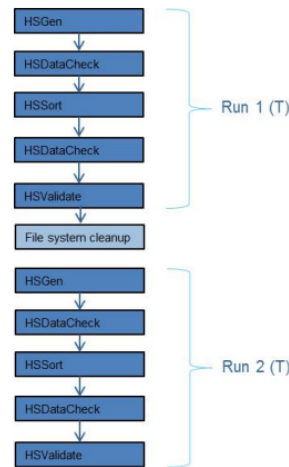 HSGen
HSDataCheck
HSSort
HSDataCheck
HSValidate
Run 1 (T)
File system cleanup
HSGen
HSDataCheck
HSSort
HSDataCheck
HSValidate
Run 2 (T)